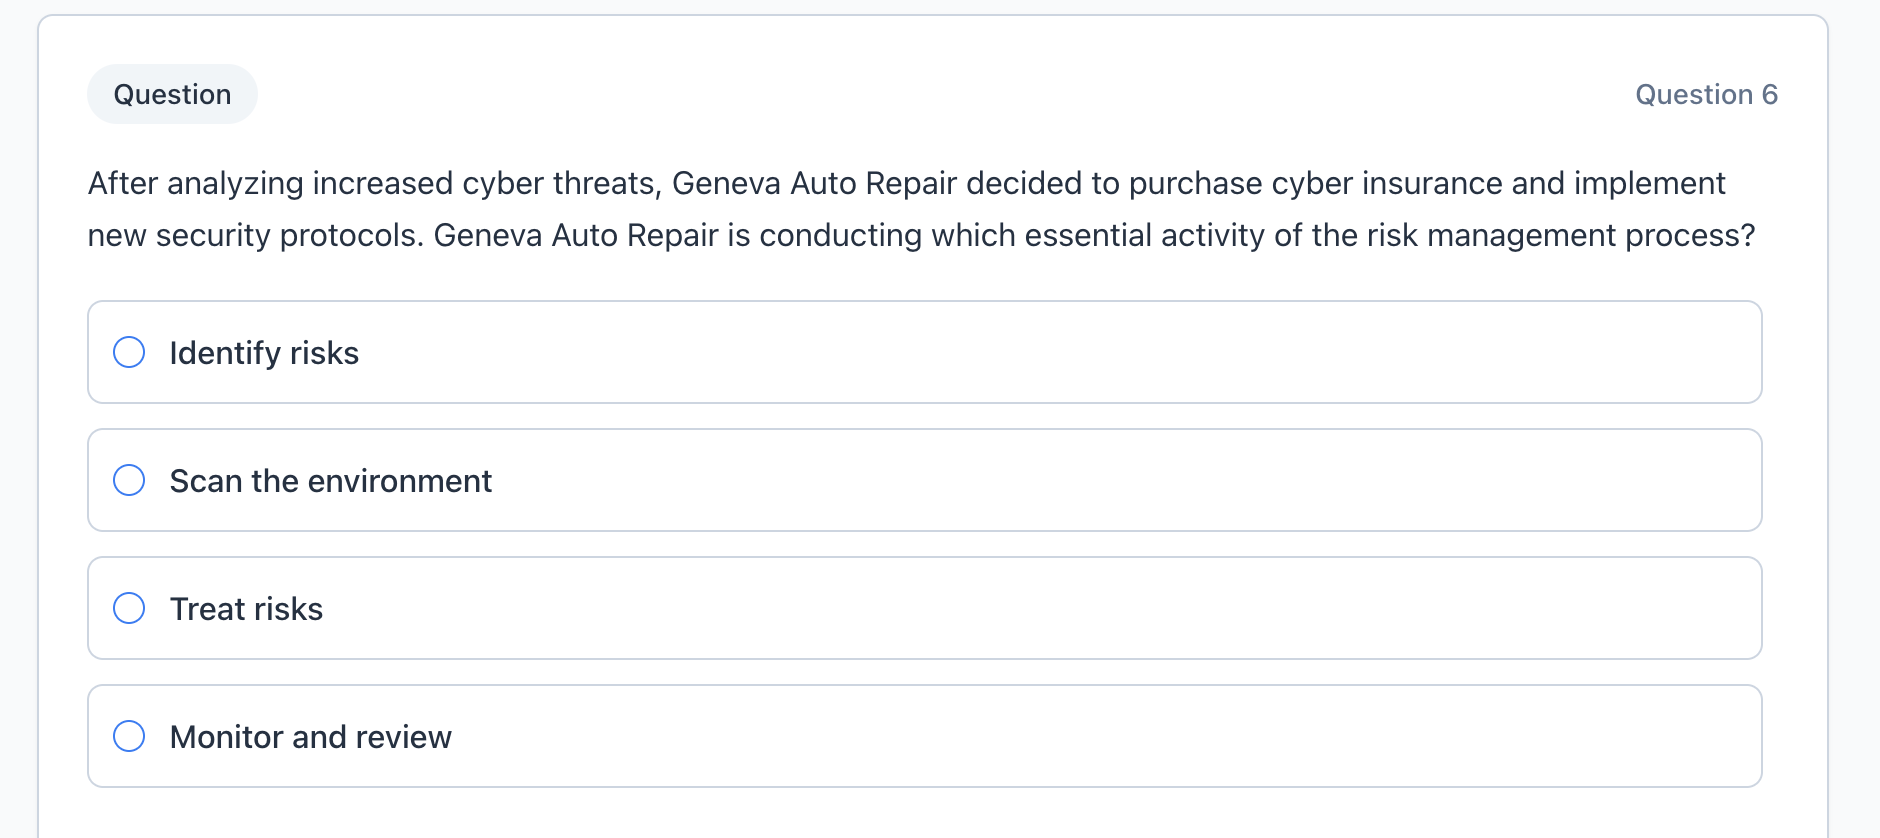 Question
Question 6
After analyzing increased cyber threats, Geneva Auto Repair decided to purchase cyber insurance and implement
new security protocols. Geneva Auto Repair is conducting which essential activity of the risk management process?
Identify risks
Scan the environment
Treat risks
Monitor and review